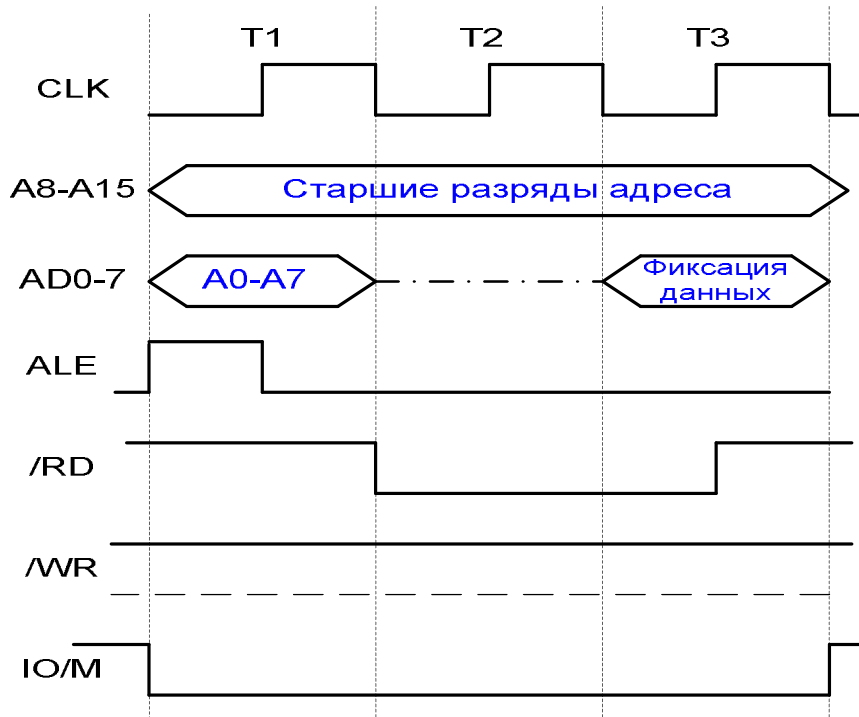 T1 T2 T3
CLK
A8-A15 Старшие разряды адреса
AD0-7 A0-A7 Фиксация
данных
ALE
/RD
/WR
IO/M